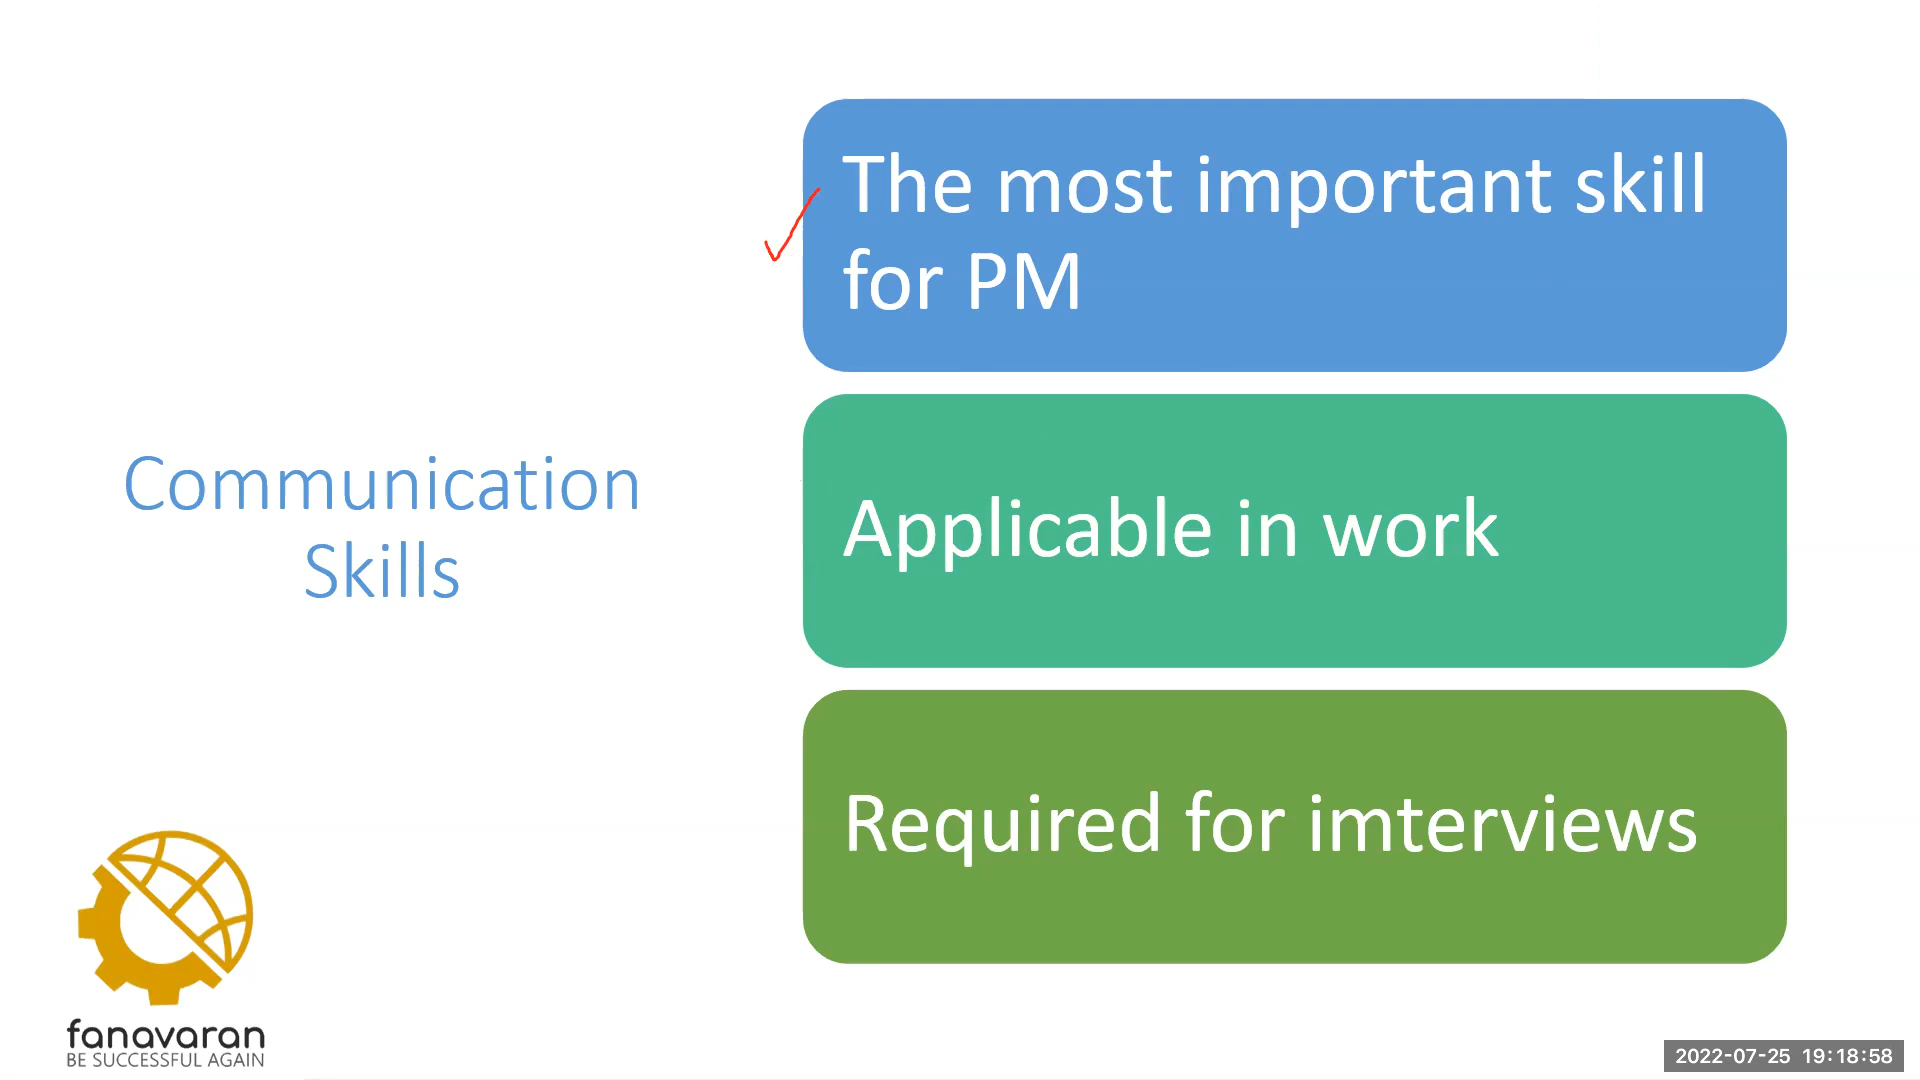 Communication
Skills
The most important skill
for PM
Applicable in work
Required for imterviews
fanavaran
BE SUCCESSFUL AGAIN
2022-07-25 19:18:58